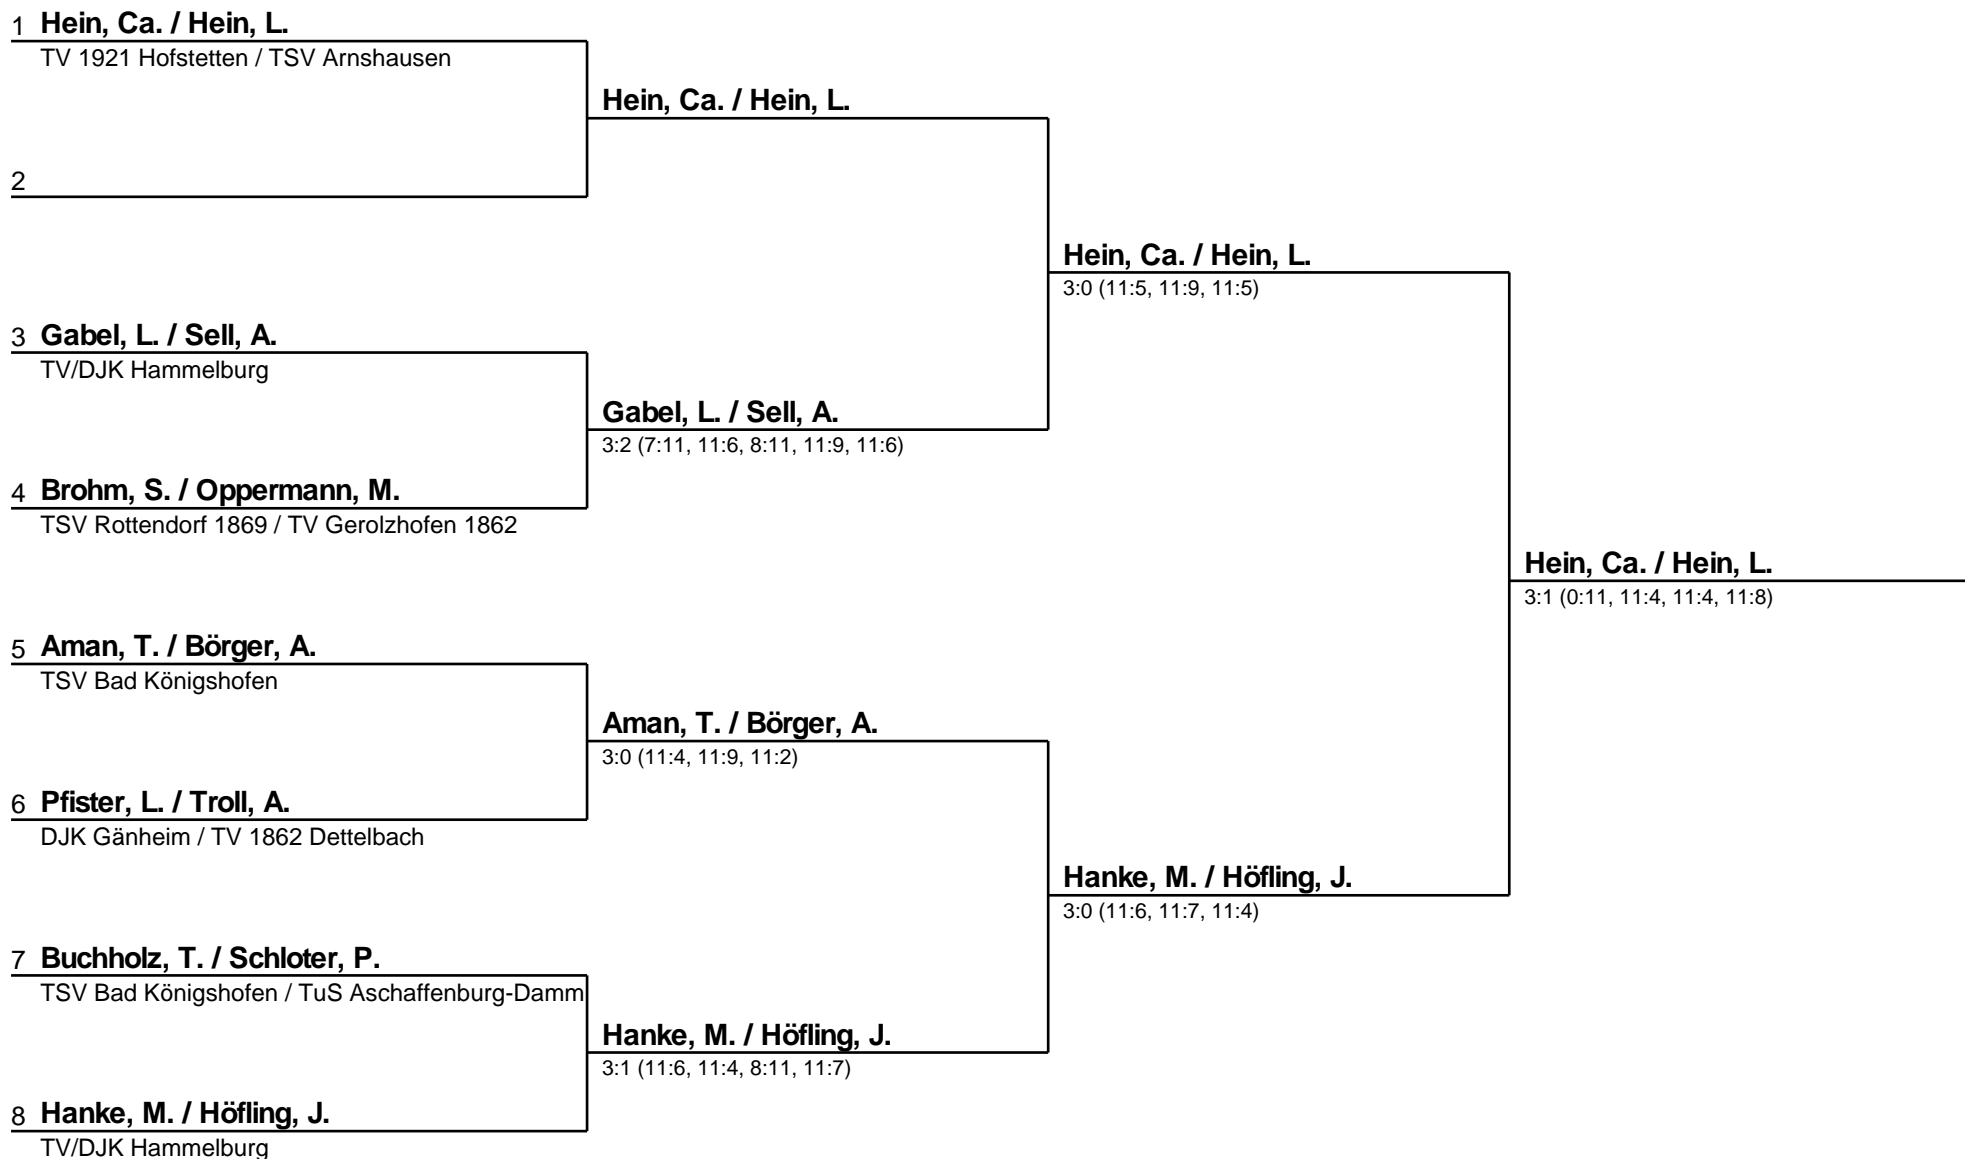 1 Hein, Ca. / Hein, L.
TV 1921 Hofstetten / TSV Arnshausen
Hein, Ca. / Hein, L.
2
Hein, Ca. / Hein, L.
3:0 (11:5, 11:9, 11:5)
3 Gabel, L. / Sell, A.
TV/DJK Hammelburg
Gabel, L. / Sell, A.
3:2 (7:11, 11:6, 8:11, 11:9, 11:6)
4 Brohm, S. / Oppermann, M.
TSV Rottendorf 1869 / TV Gerolzhofen 1862
Hein, Ca. / Hein, L.
3:1 (0:11, 11:4, 11:4, 11:8)
5 Aman, T. / Börger, A.
TSV Bad Königshofen
Aman, T. / Börger, A.
3:0 (11:4, 11:9, 11:2)
6 Pfister, L. / Troll, A.
DJK Gänheim / TV 1862 Dettelbach
Hanke, M. / Höfling, J.
3:0 (11:6, 11:7, 11:4)
7 Buchholz, T. / Schloter, P.
TSV Bad Königshofen / TuS Aschaffenburg-Damm
Hanke, M. / Höfling, J.
3:1 (11:6, 11:4, 8:11, 11:7)
8 Hanke, M. / Höfling, J.
TV/DJK Hammelburg